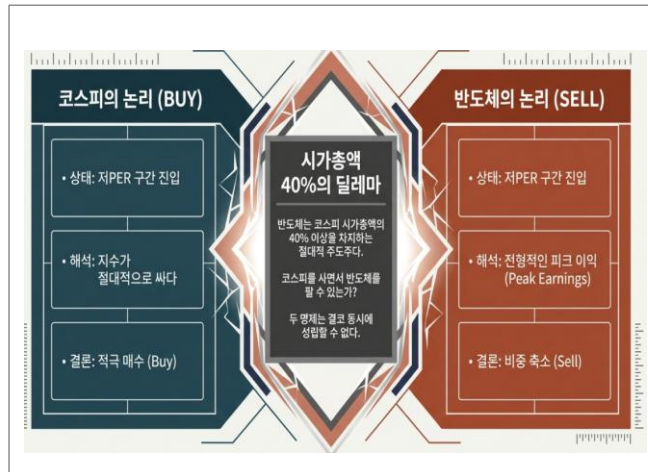 코스피의 논리 (BUY)
• 상태: 저PER 구간 진입
• 해석: 지수가
절대적으로 싸다
• 결론: 적극 매수 (Buy)
시가총액
40%의 딜레마
반도체는 코스피 시가총액의
40% 이상을 차지하는
절대적 주도주다.
코스피를 사면서 반도체를
팔 수 있는가?
두 명제는 결코 동시에
성립할 수 없다.
반도체의 논리 (SELL)
• 상태: 저PER 구간 진입
• 해석: 전형적인 피크 이익
(Peak Earnings)
• 결론: 비중 축소 (Sell)